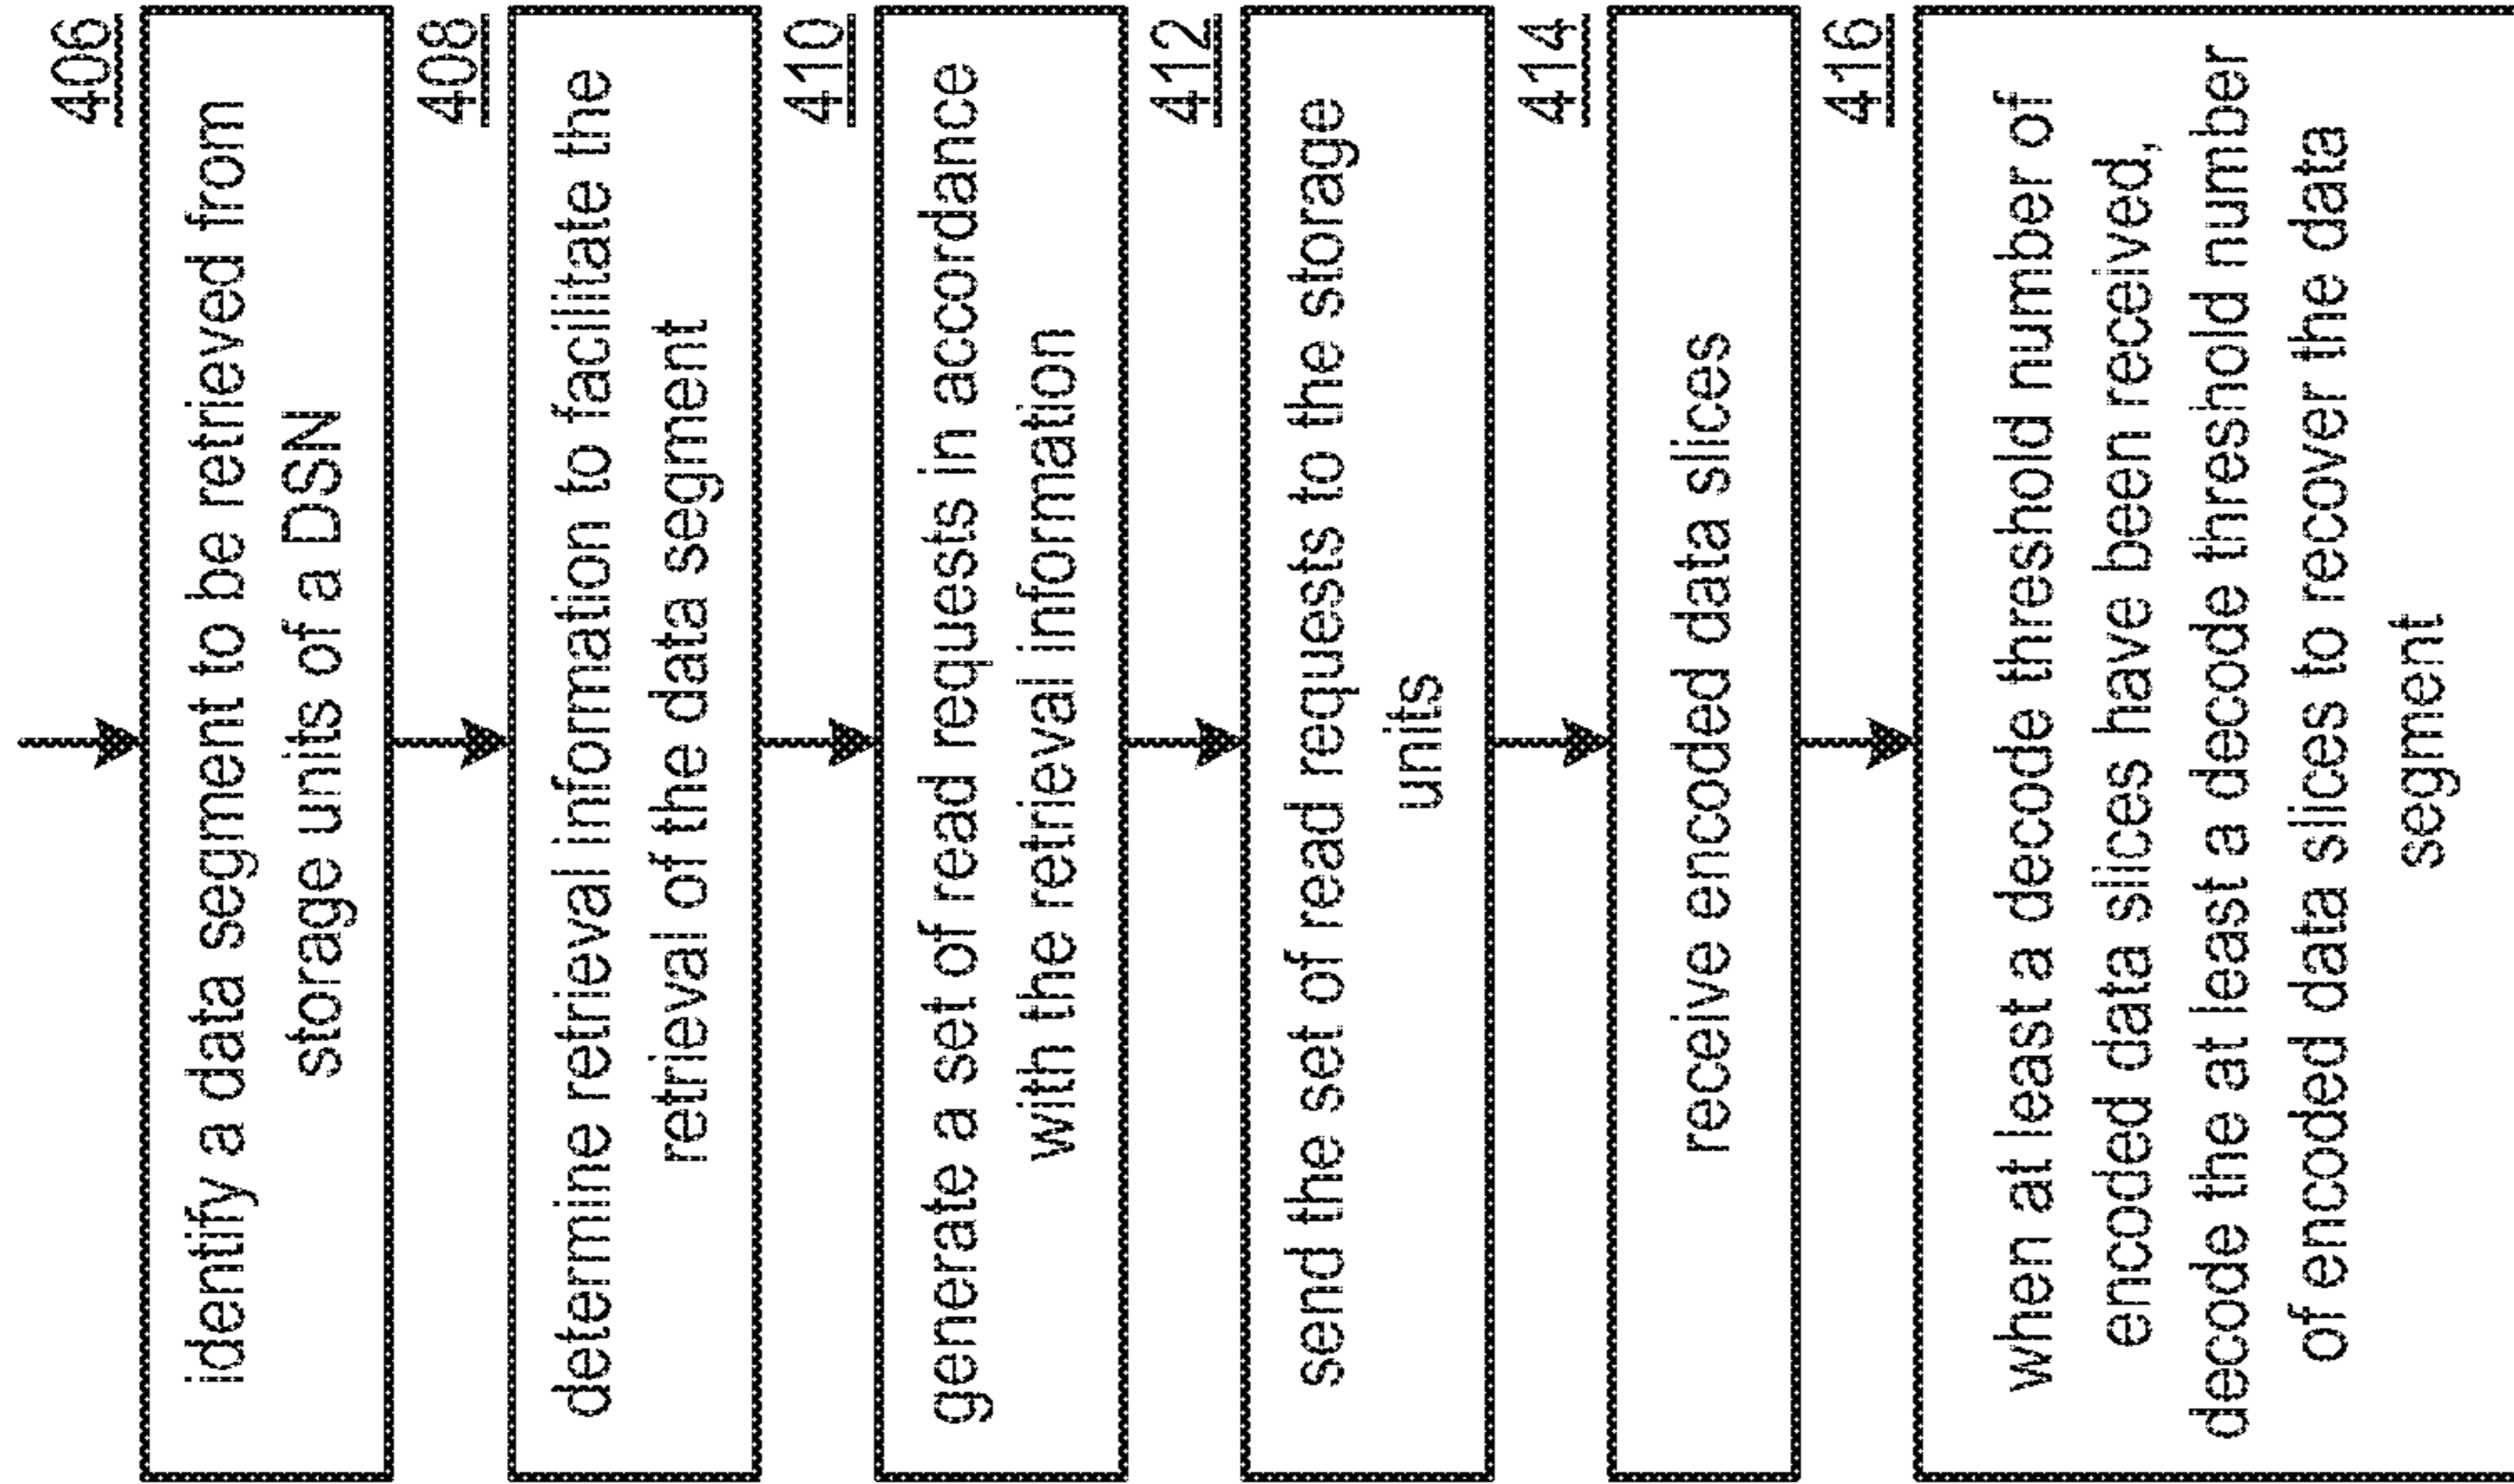 406
identify a data segment to be retrieved from
storage units of a DSN
408
determine retrieval information to facilitate the
retrieval of the data segment
410
generate a set of read requests in accordance
with the retrieval information
412
send the set of read requests to the storage
units
414
receive encoded data slices
416
when at least a decode threshold number of
encoded data slices have been received,
decode the at least a decode threshold number
of encoded data slices to recover the data
segment